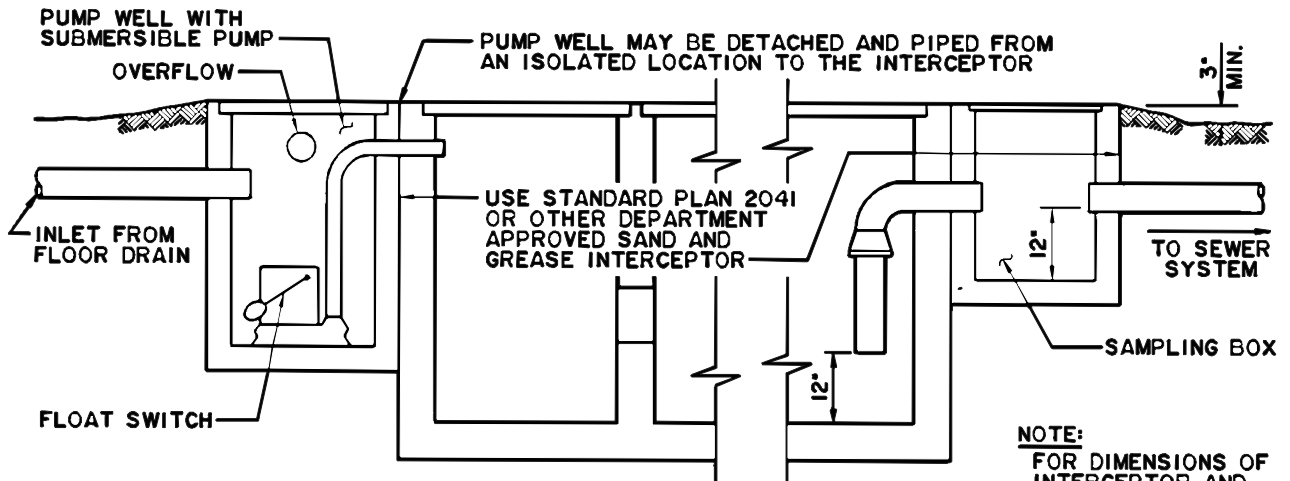 PUMP WELL WITH
SUBMERSIBLE PUMP
OVERFLOW
PUMP WELL MAY BE DETACHED AND PIPED FROM
AN ISOLATED LOCATION TO THE INTERCEPTOR
3"
MIN.
INLET FROM
FLOOR DRAIN
USE STANDARD PLAN 2041
OR OTHER DEPARTMENT
APPROVED SAND AND
GREASE INTERCEPTOR
12"
TO SEWER
SYSTEM
SAMPLING BOX
12"
FLOAT SWITCH
NOTE:
FOR DIMENSIONS OF
INTERCEPTOR AND